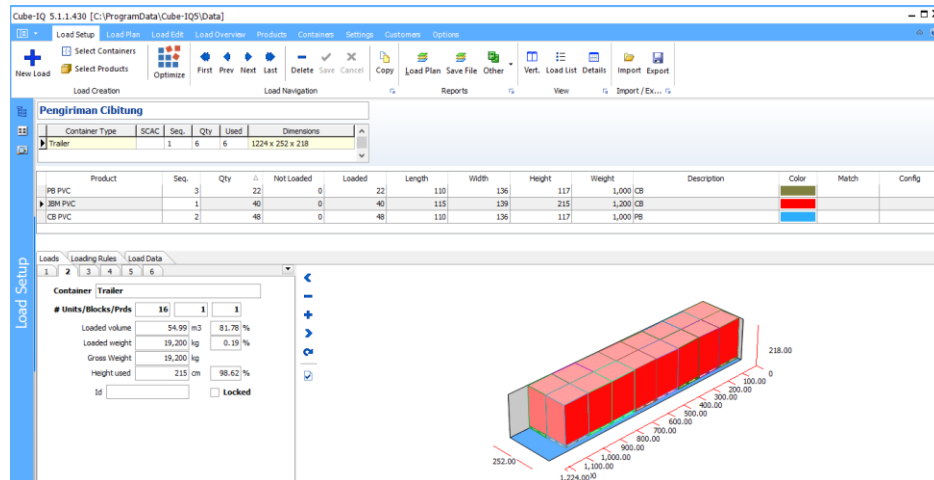 Cube-IQ 5.1.1.430 [C:\ProgramData\Cube-IQ5\Data]
Load Setup Load Plan Load Edit Load Overview Products Containers Settings Customers Options
New Load Select Containers Select Products Optimize First Prev Next Last Delete Save Cancel Copy Load Plan Save File Other Vert. Load List Details Import Export
Load Creation Load Navigation Reports View Import / Ex...
Load Setup
Pengiriman Cibitung
Container Type SCAC Seq. Qty Used Dimensions
Trailer 1 6 6 1224 x 252 x 218
Product Seq. Qty Not Loaded Loaded Length Width Height Weight Description Color Match Config
PB PVC 3 22 0 22 110 136 117 1,000 CB
JBM PVC 1 40 0 40 115 139 215 1,200 CB
CB PVC 2 48 0 48 110 136 117 1,000 PB
Loads Loading Rules Load Data
1 2 3 4 5 6
Container Trailer
# Units/Blocks/Prds 16 1 1
Loaded volume 54.99 m3 81.78 %
Loaded weight 19,200 kg 0.19 %
Gross Weight 19,200 kg
Height used 215 cm 98.62 %
Id Locked
218.00
0
100.00
200.00
300.00
400.00
500.00
600.00
700.00
800.00
900.00
1,000.00
1,100.00
1,224.00
252.00